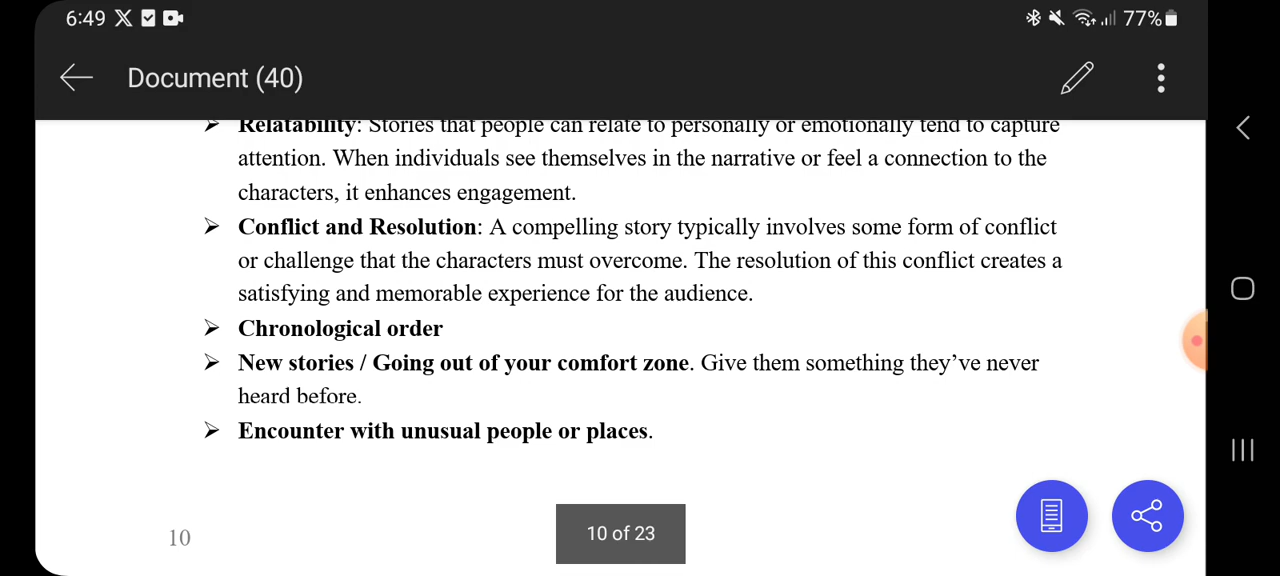 6:49 77%
Document (40)
➢ Relatability: Stories that people can relate to personally or emotionally tend to capture
attention. When individuals see themselves in the narrative or feel a connection to the
characters, it enhances engagement.
➢ Conflict and Resolution: A compelling story typically involves some form of conflict
or challenge that the characters must overcome. The resolution of this conflict creates a
satisfying and memorable experience for the audience.
➢ Chronological order
➢ New stories / Going out of your comfort zone. Give them something they’ve never
heard before.
➢ Encounter with unusual people or places.
10
10 of 23